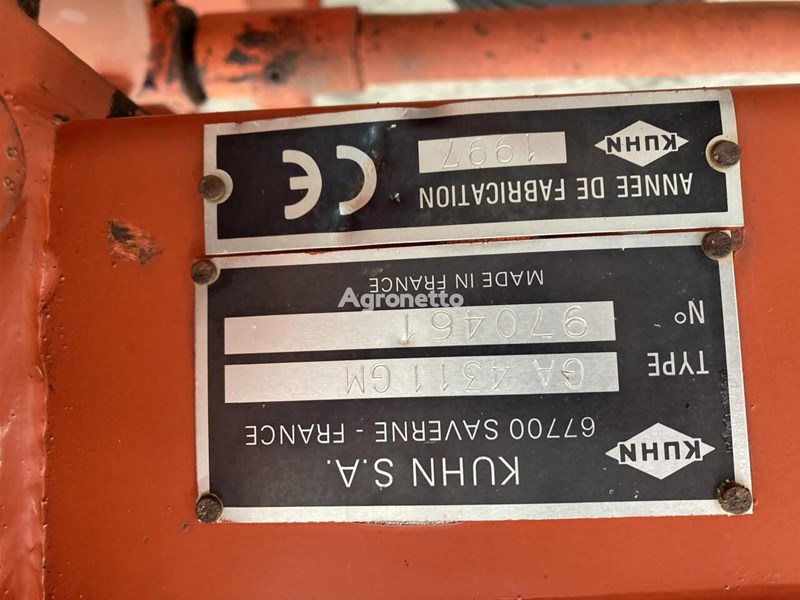 KUHN
KUHN S.A.
67700 SAVERNE - FRANCE
TYPE GA 4311 GM
N° 970461
MADE IN FRANCE
ANNEE DE FABRICATION
KUHN
1997
CE
Agronetto